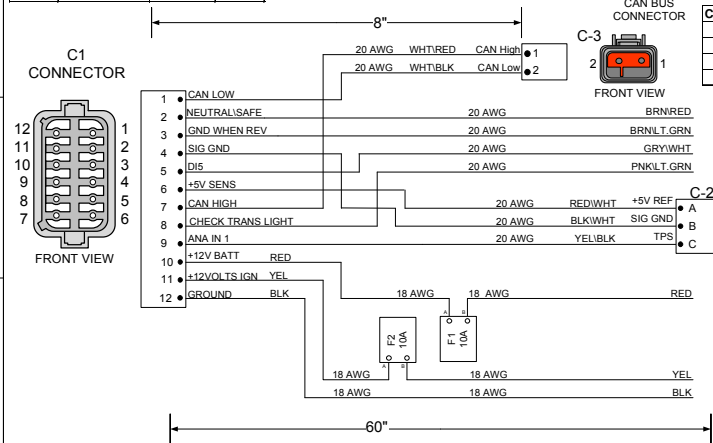 CAN BUS
CONNECTOR
C
8"
C1
CONNECTOR
C-3
20 AWG WHT\RED CAN High 1
20 AWG WHT\BLK CAN Low 2
2 1
FRONT VIEW
12 1
11 2
10 3
9 4
8 5
7 6
FRONT VIEW
1 CAN LOW
2 NEUTRAL\SAFE 20 AWG BRN\RED
3 GND WHEN REV 20 AWG BRN\LT.GRN
4 SIG GND 20 AWG GRY\WHT
5 DI5 20 AWG PNK\LT.GRN
6 +5V SENS
7 CAN HIGH
8 CHECK TRANS LIGHT
9 ANA IN 1
10 +12V BATT RED
11 +12VOLTS IGN YEL
12 GROUND BLK
C-2
20 AWG RED\WHT +5V REF A
20 AWG BLK\WHT SIG GND B
20 AWG YEL\BLK TPS C
18 AWG 18 AWG RED
A B
F1
10A
F2
10A
A B
18 AWG 18 AWG YEL
18 AWG 18 AWG BLK
60"